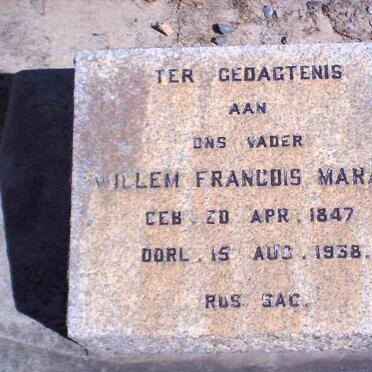 TER GEDAGTENIS
AAN
ONS VADER
WILLEM FRANCOIS MARA
GEB. 20 APR. 1847
OORL. 15 AUG. 1938.
RUS SAG.